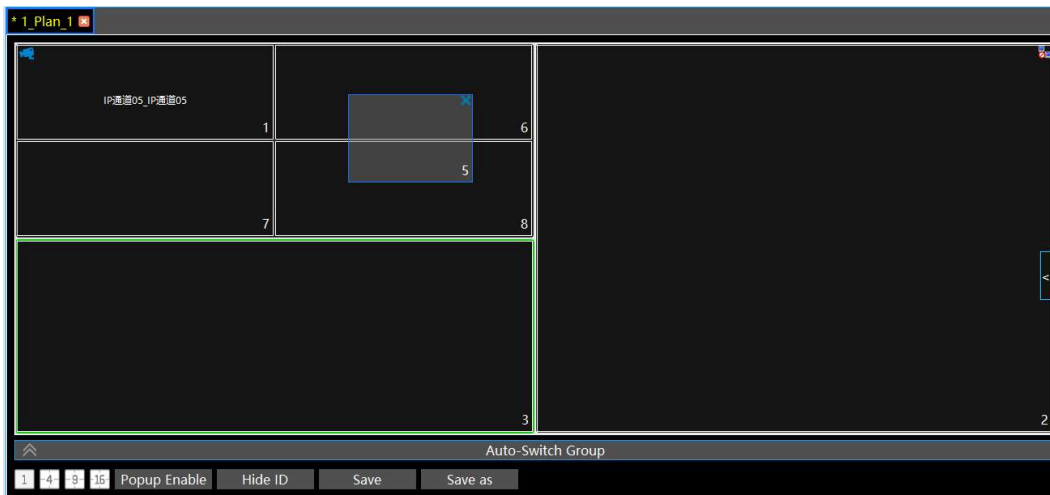 * 1_Plan_1
IP通道05_IP通道05
1
6
5
7
8
3
2
<
Auto-Switch Group
1 4 9 16 Popup Enable Hide ID Save Save as